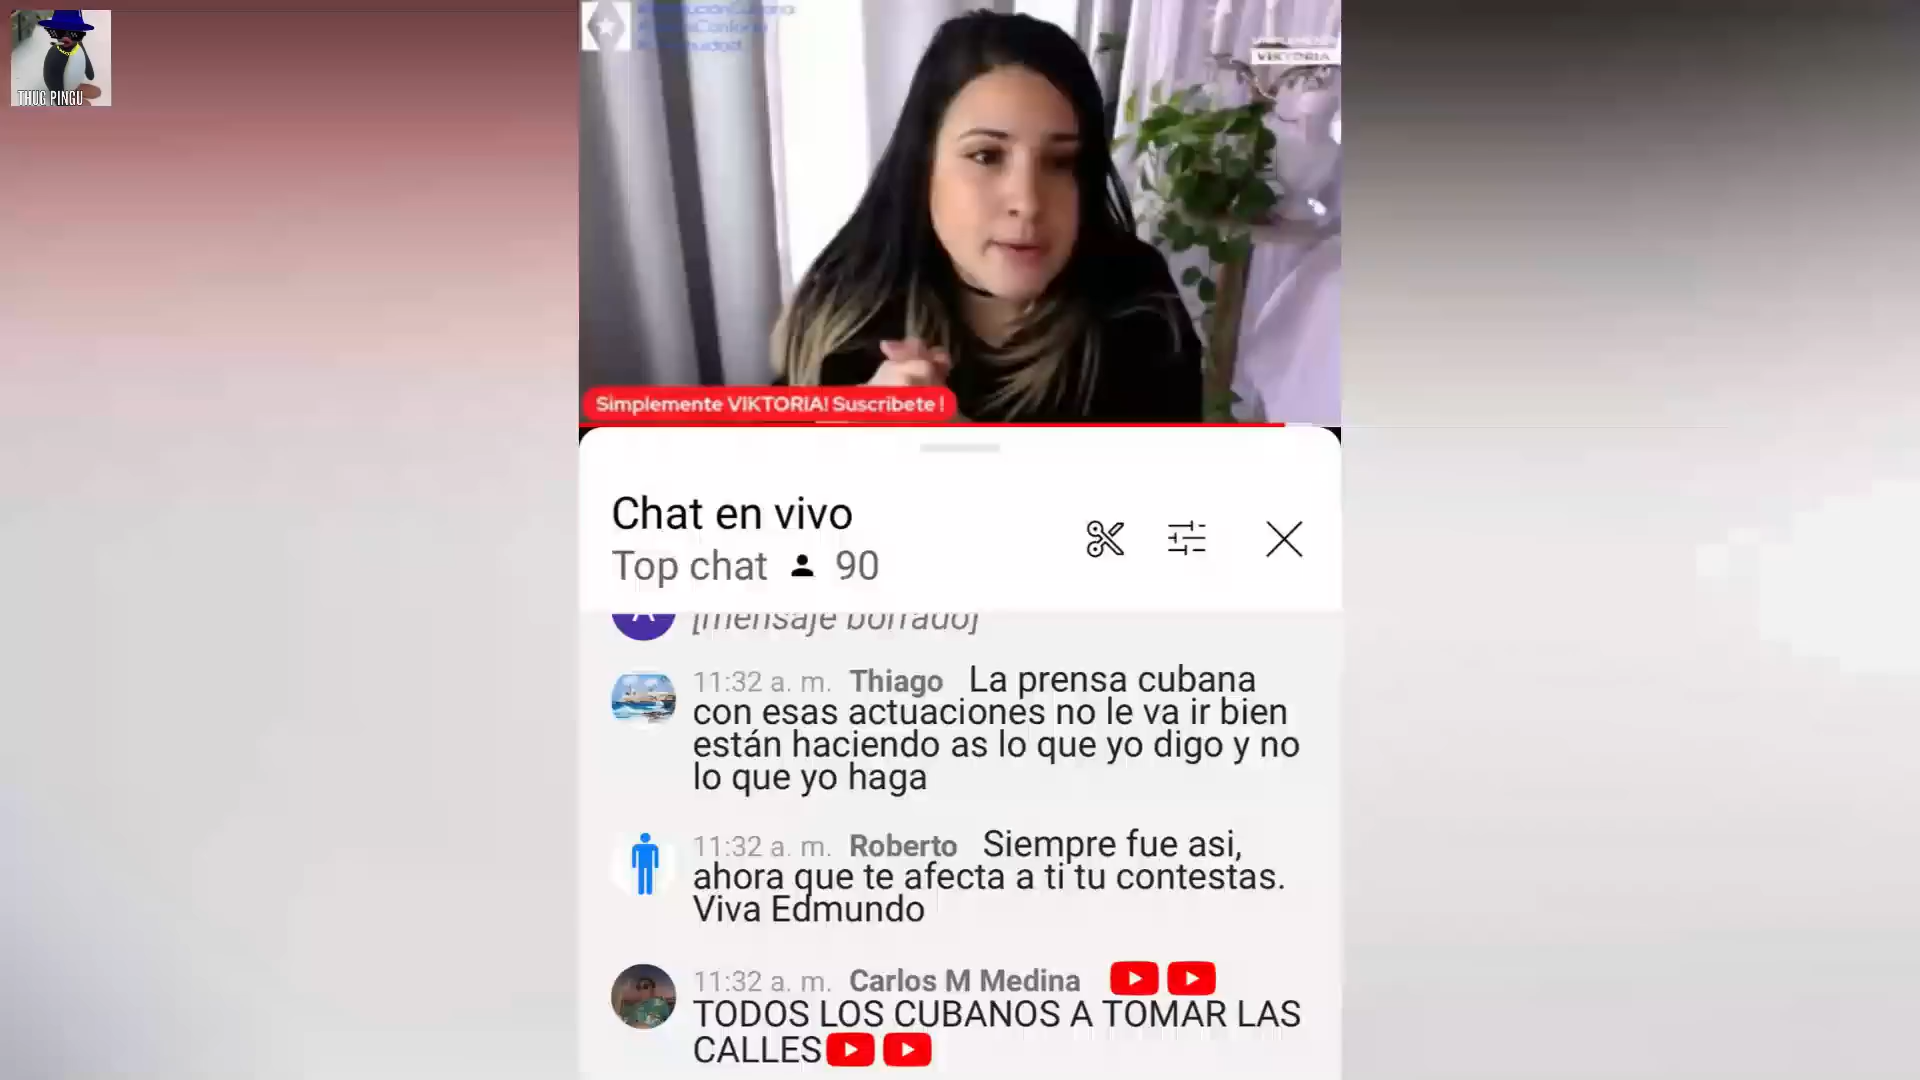 THUG PINGU
VIKTORIA
Simplemente VIKTORIA! Suscribete !
Chat en vivo
Top chat 90
[mensaje borrado]
11:32 a. m. Thiago La prensa cubana
con esas actuaciones no le va ir bien
están haciendo as lo que yo digo y no
lo que yo haga
11:32 a. m. Roberto Siempre fue asi,
ahora que te afecta a ti tu contestas.
Viva Edmundo
11:32 a. m. Carlos M Medina
TODOS LOS CUBANOS A TOMAR LAS
CALLES